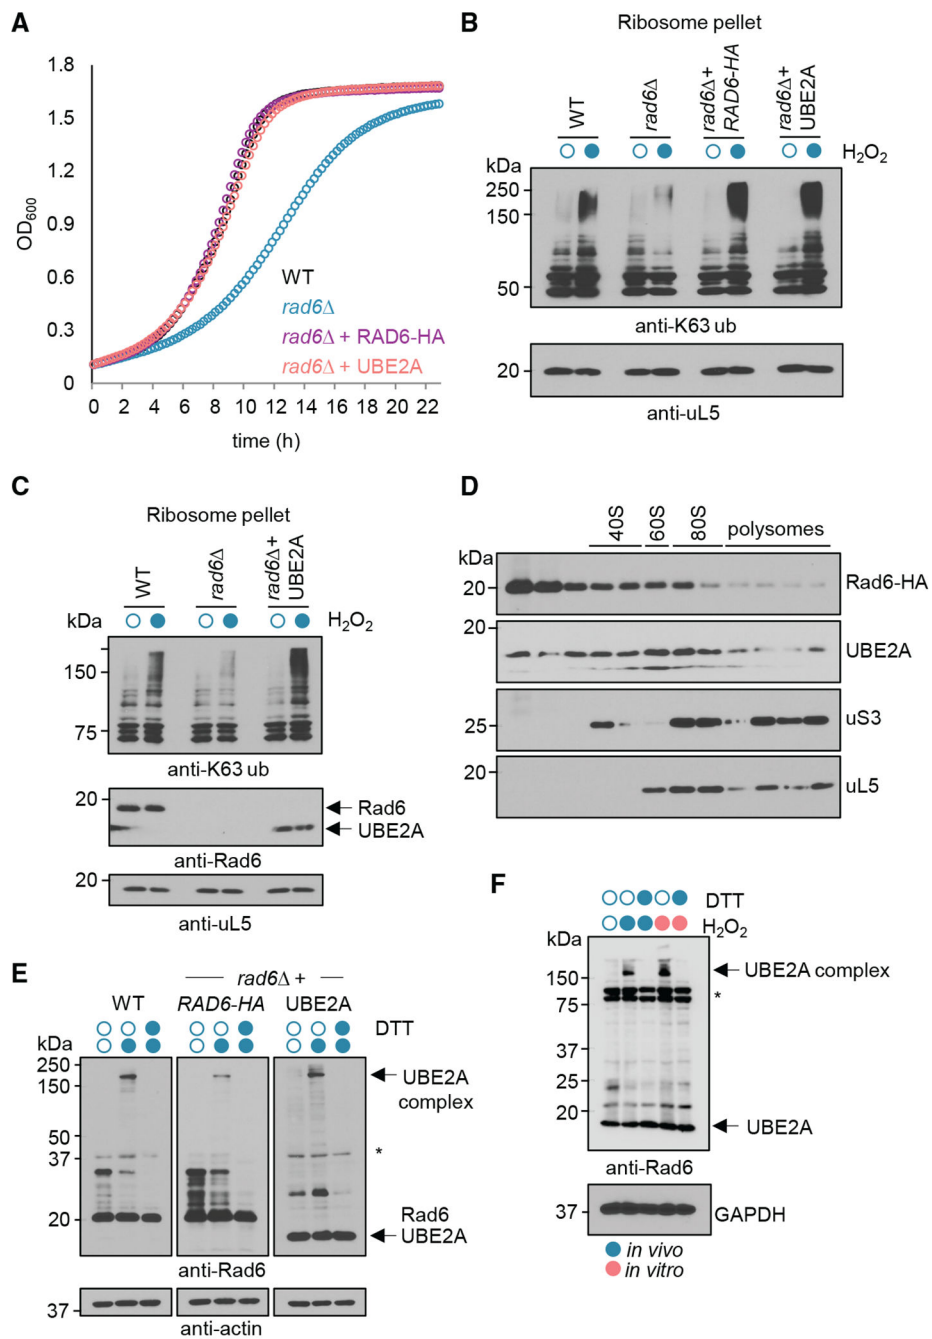 A
1.8
1.5
1.2
0.9
0.6
0.3
0
OD600
0 2 4 6 8 10 12 14 16 18 20 22
time (h)
WT
rad6Δ
rad6Δ + RAD6-HA
rad6Δ + UBE2A
B
Ribosome pellet
WT
rad6Δ
rad6Δ+
RAD6-HA
rad6Δ+
UBE2A
H2O2
kDa
250
150
50
anti-K63 ub
20
anti-uL5
C
Ribosome pellet
WT
rad6Δ
rad6Δ+
UBE2A
kDa
H2O2
150
75
anti-K63 ub
20
Rad6
UBE2A
anti-Rad6
20
anti-uL5
D
40S
60S
80S
polysomes
kDa
20
Rad6-HA
20
UBE2A
25
uS3
20
uL5
E
rad6Δ +
WT
RAD6-HA
UBE2A
DTT
H2O2
kDa
250
150
50
37
20
UBE2A
complex
*
Rad6
UBE2A
anti-Rad6
37
anti-actin
F
DTT
H2O2
kDa
150
75
37
25
20
UBE2A complex
*
UBE2A
anti-Rad6
37
GAPDH
in vivo
in vitro